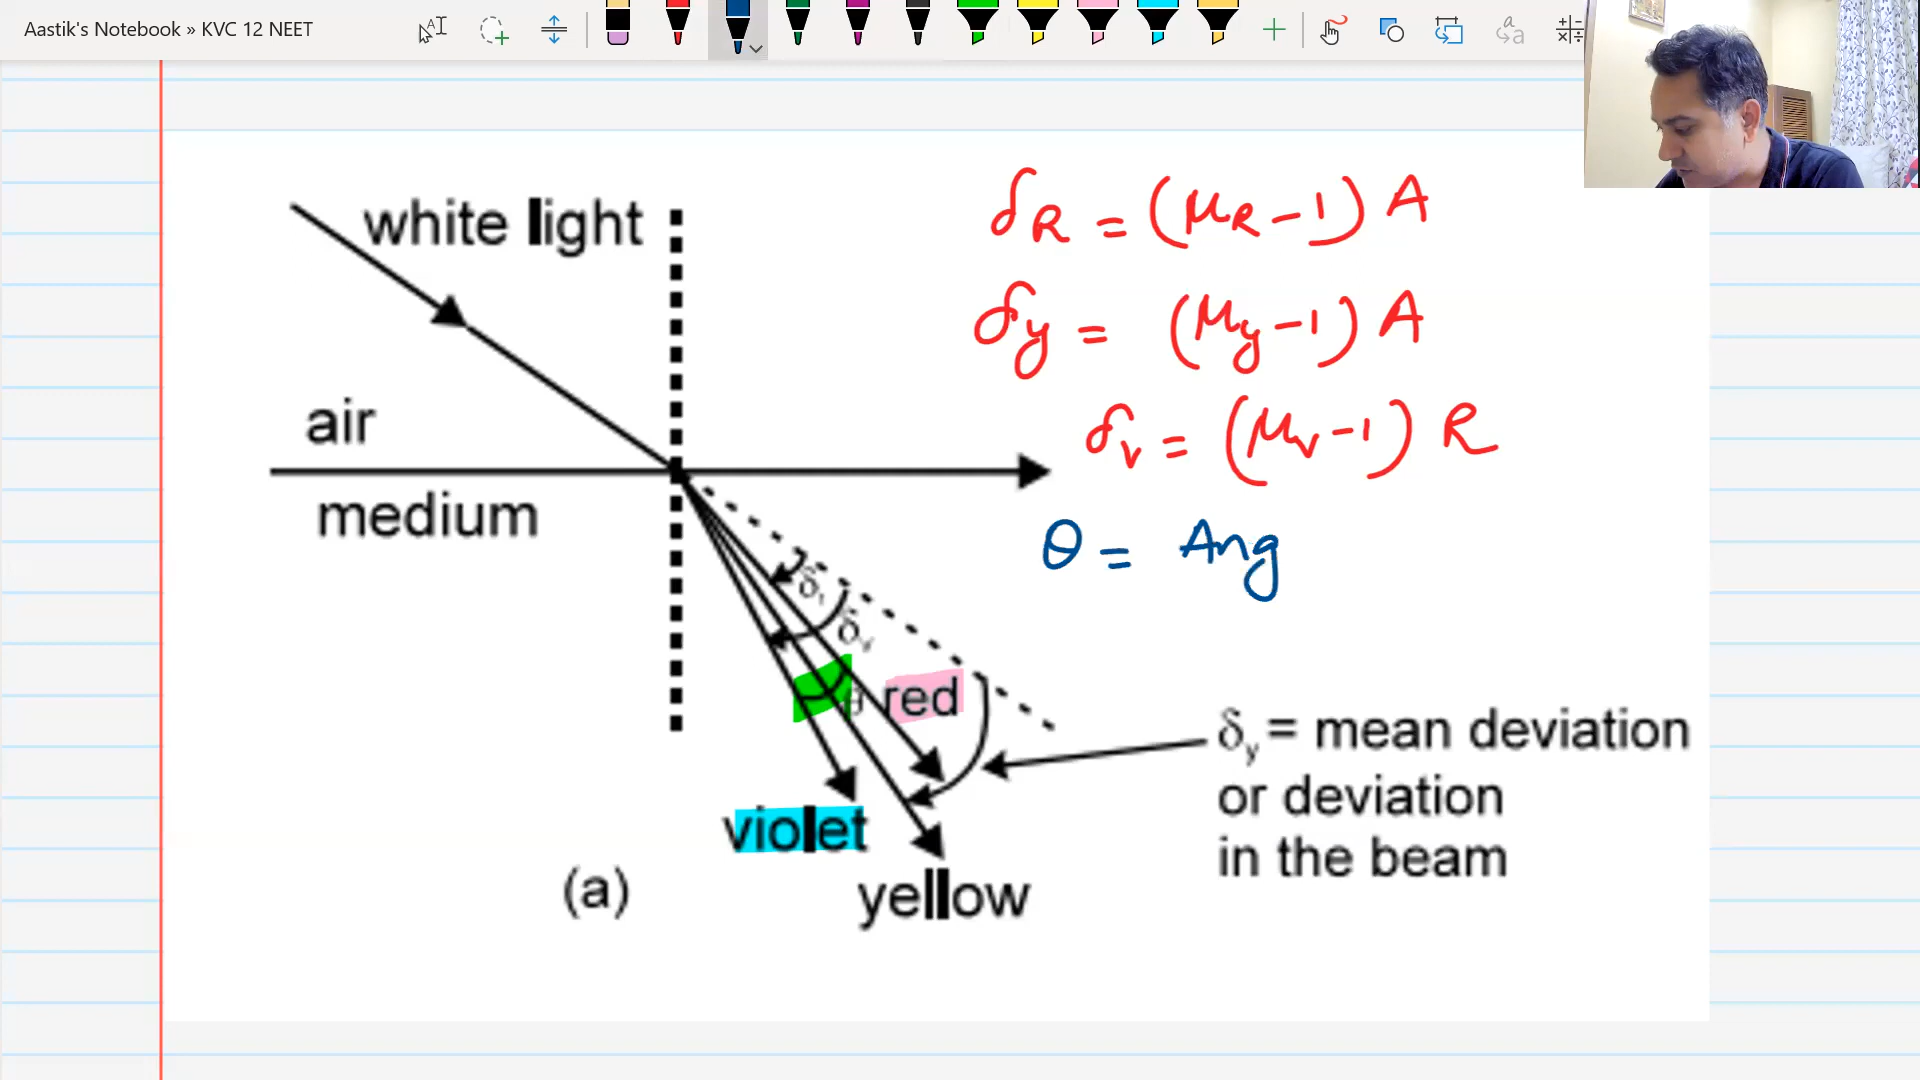 Aastik's Notebook » KVC 12 NEET
white light
δR = (μR-1) A
δy = (μy-1) A
air
δv = (μv-1) R
medium
θ = Ang
θ
red
δy = mean deviation
or deviation
in the beam
violet
(a)
yellow